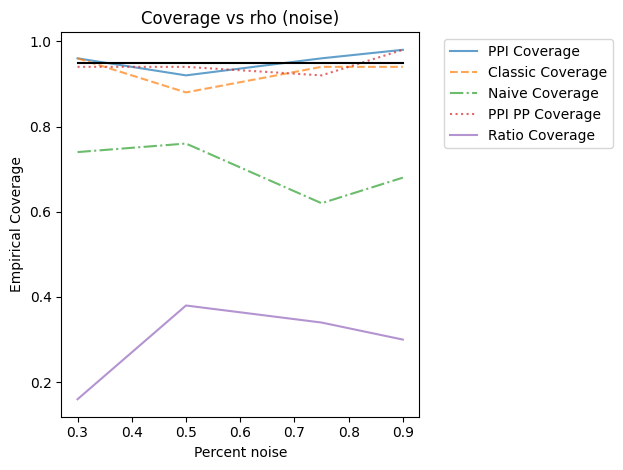 Coverage vs rho (noise)
PPI Coverage
Classic Coverage
Naive Coverage
PPI PP Coverage
Ratio Coverage
Empirical Coverage
1.0
0.8
0.6
0.4
0.2
0.3 0.4 0.5 0.6 0.7 0.8 0.9
Percent noise